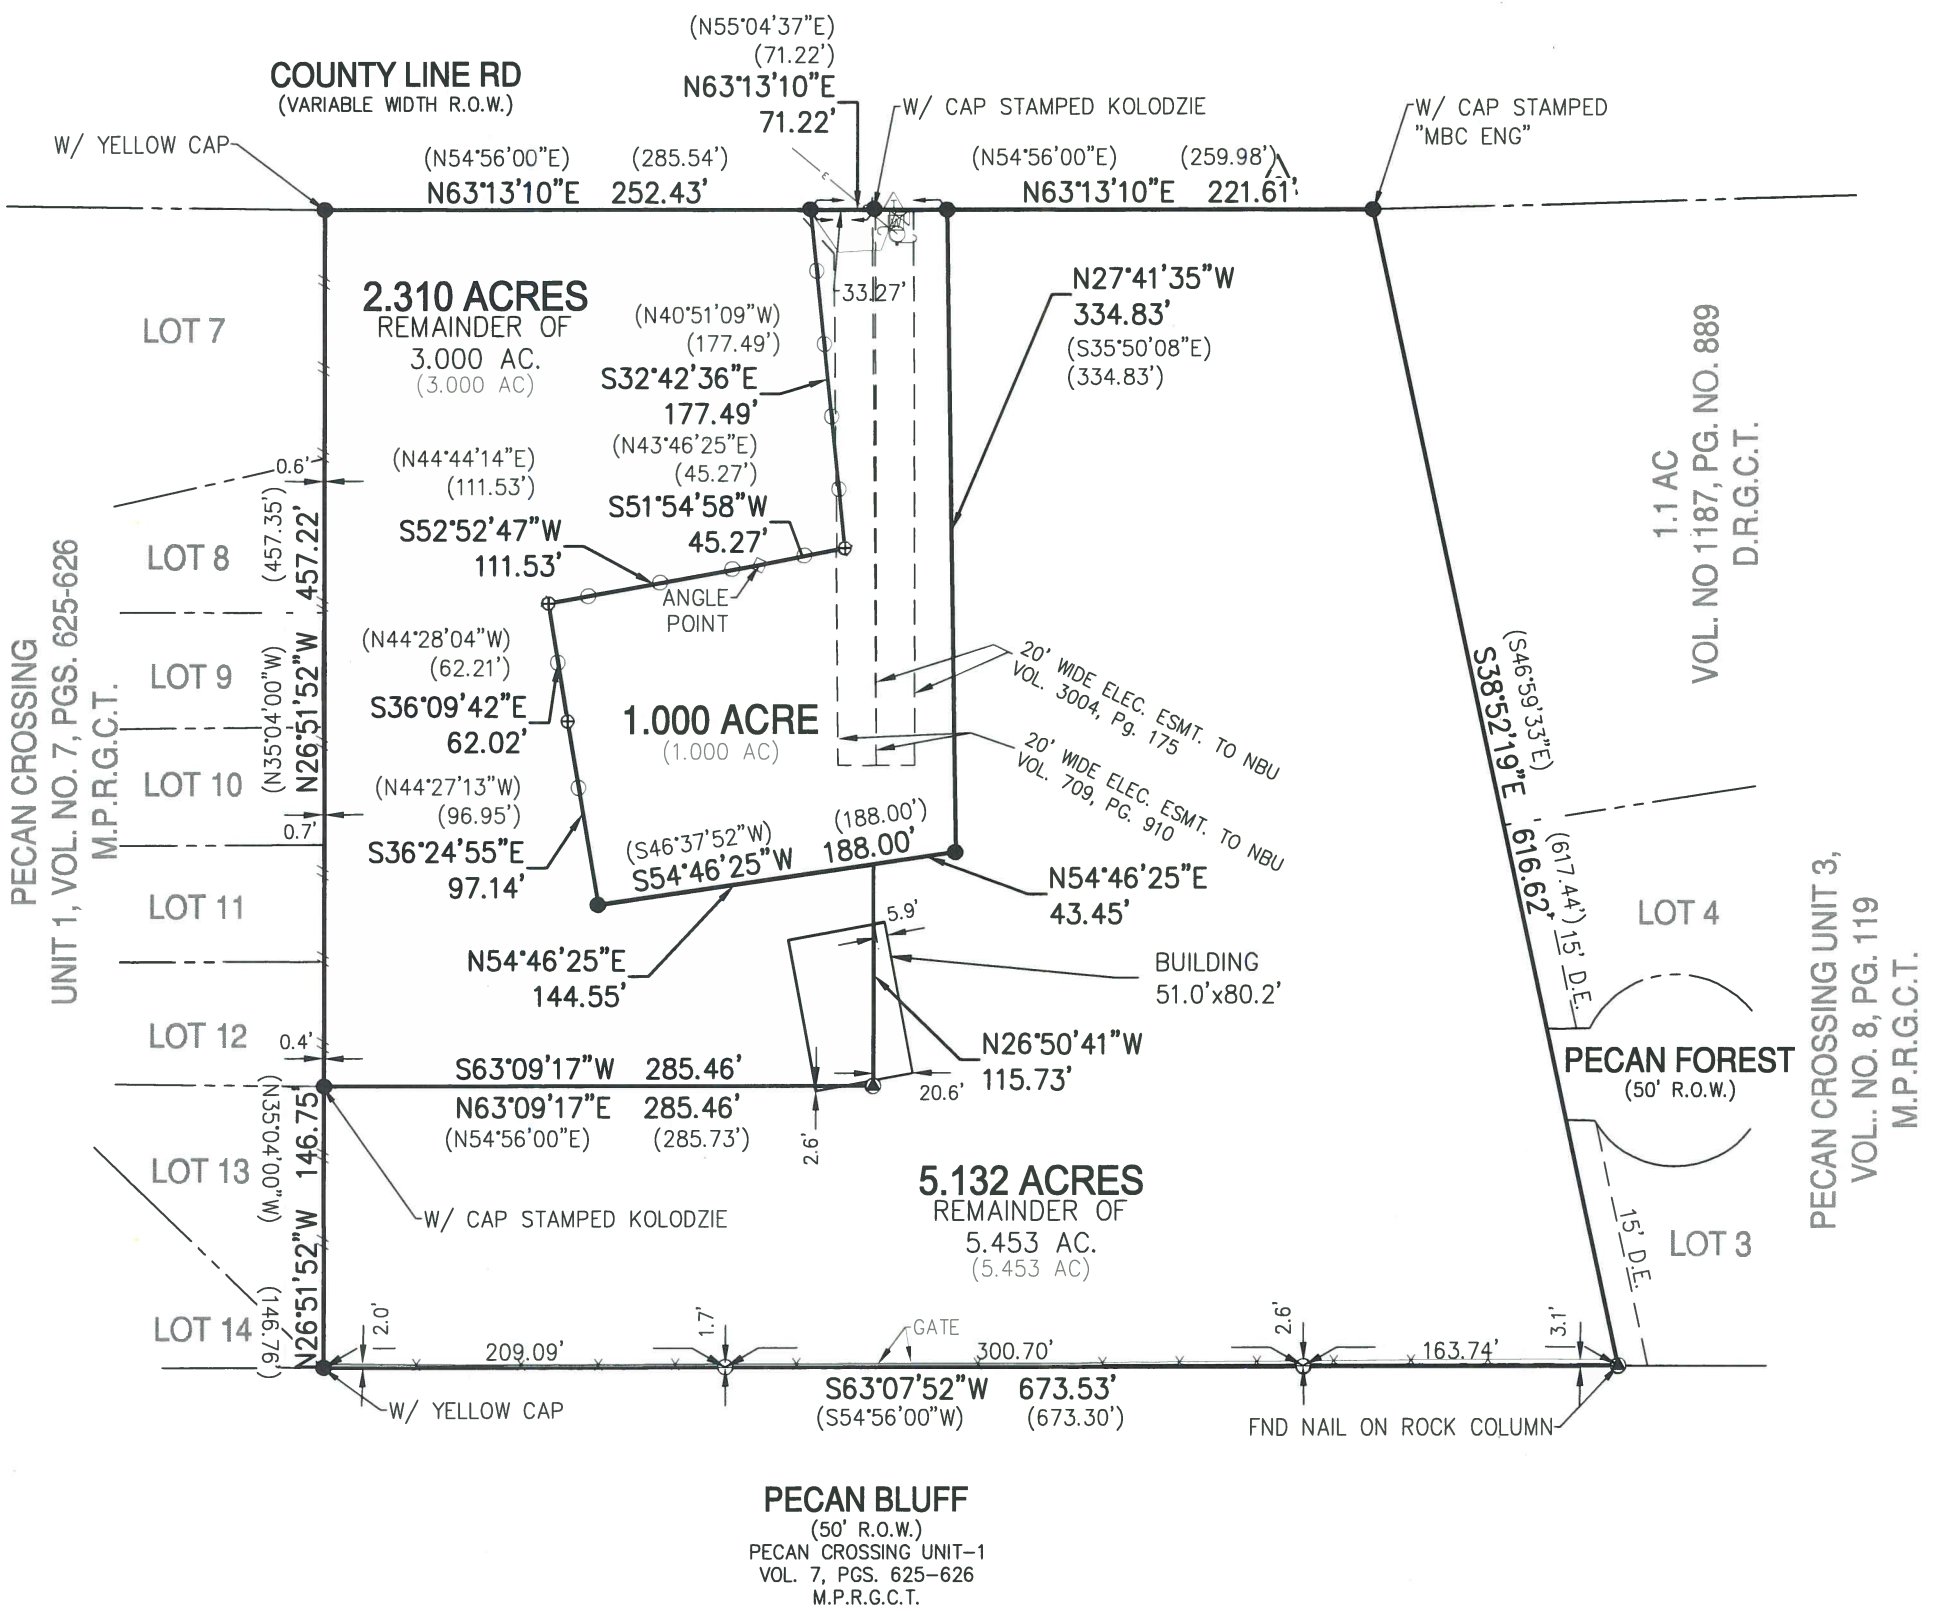 (N55°04'37"E)
(71.22')
N63°13'10"E
71.22'
COUNTY LINE RD
(VARIABLE WIDTH R.O.W.)
W/ CAP STAMPED KOLODZIE
W/ CAP STAMPED
"MBC ENG"
W/ YELLOW CAP
(N54°56'00"E) (285.54')
N63°13'10"E 252.43'
(N54°56'00"E) (259.98')
N63°13'10"E 221.61'
E
33.27'
2.310 ACRES
REMAINDER OF
3.000 AC.
(3.000 AC)
LOT 7
(N40°51'09"W)
(177.49')
S32°42'36"E
177.49'
N27°41'35"W
334.83'
(S35°50'08"E)
(334.83')
(N43°46'25"E)
(45.27')
S51°54'58"W
45.27'
(N44°44'14"E)
(111.53')
S52°52'47"W
111.53'
ANGLE
POINT
0.6'
(457.35')
457.22'
(N35°04'00"W)
N26°51'52"W
LOT 8
LOT 9
LOT 10
LOT 11
LOT 12
PECAN CROSSING
UNIT 1, VOL. NO. 7, PGS. 625-626
M.P.R.G.C.T.
0.7'
0.4'
(N44°28'04"W)
(62.21')
S36°09'42"E
62.02'
(N44°27'13"W)
(96.95')
S36°24'55"E
97.14'
1.000 ACRE
(1.000 AC)
20' WIDE ELEC. ESMT. TO NBU
VOL. 3004, Pg. 175
20' WIDE ELEC. ESMT. TO NBU
VOL. 709, PG. 910
(S46°37'52"W) (188.00')
S54°46'25"W 188.00'
N54°46'25"E
43.45'
N54°46'25"E
144.55'
5.9'
BUILDING
51.0'x80.2'
N26°50'41"W
115.73'
20.6'
2.6'
S63°09'17"W 285.46'
N63°09'17"E 285.46'
(N54°56'00"E) (285.73')
1.1 AC
VOL. NO 1187, PG. NO. 889
D.R.G.C.T.
(S46°59'33"E)
S38°52'19"E
(617.44')
616.62'
15' D.E.
LOT 4
PECAN FOREST
(50' R.O.W.)
PECAN CROSSING UNIT 3,
VOL.. NO. 8, PG. 119
M.P.R.G.C.T.
LOT 3
15' D.E.
(N35°04'00"W)
146.75'
LOT 13
W/ CAP STAMPED KOLODZIE
5.132 ACRES
REMAINDER OF
5.453 AC.
(5.453 AC)
LOT 14
(146.76')
N26°51'52"W
2.0'
1.7'
GATE
2.6'
3.1'
209.09'
300.70'
163.74'
W/ YELLOW CAP
S63°07'52"W 673.53'
(S54°56'00"W) (673.30')
FND NAIL ON ROCK COLUMN
PECAN BLUFF
(50' R.O.W.)
PECAN CROSSING UNIT-1
VOL. 7, PGS. 625-626
M.P.R.G.C.T.